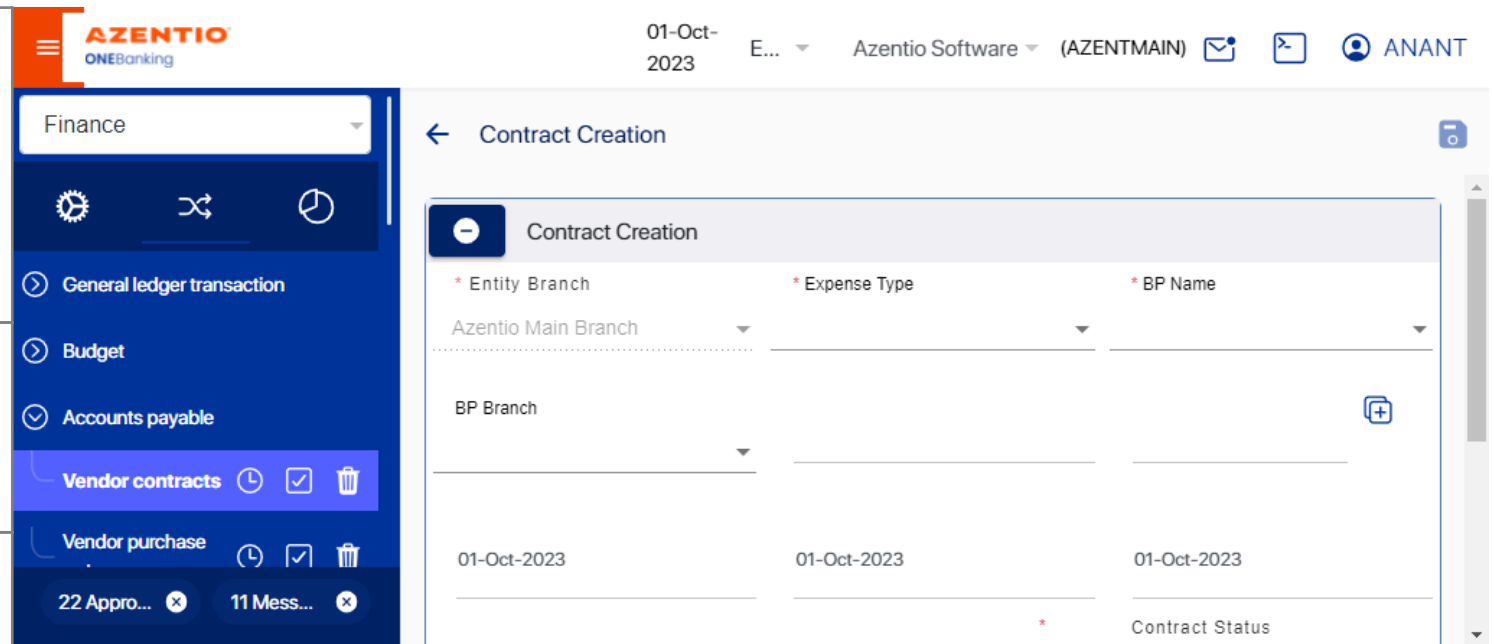 AZENTIO
ONEBanking
01-Oct-
2023
E...
Azentio Software
(AZENTMAIN)
ANANT
Finance
General ledger transaction
Budget
Accounts payable
Vendor contracts
Vendor purchase
22 Appro...
11 Mess...
Contract Creation
Contract Creation
* Entity Branch
* Expense Type
* BP Name
Azentio Main Branch
BP Branch
01-Oct-2023
01-Oct-2023
01-Oct-2023
*
Contract Status